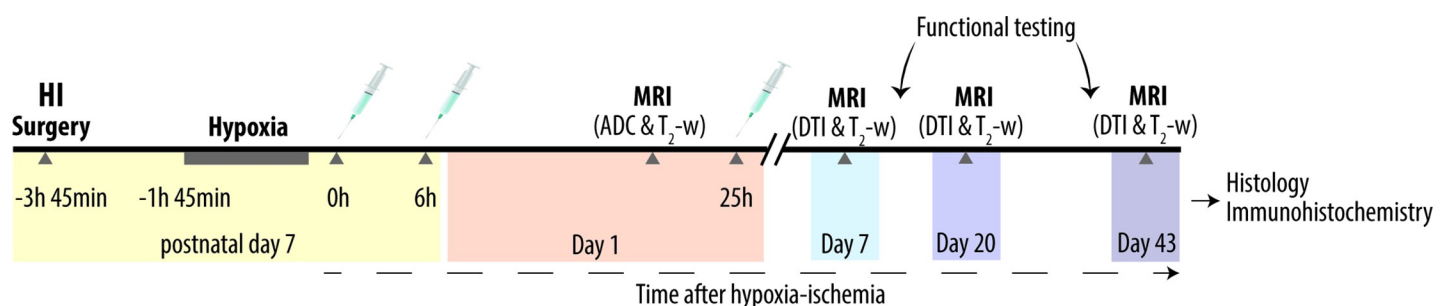 Functional testing
HI
Surgery
Hypoxia
MRI
(ADC & T2-w)
MRI
(DTI & T2-w)
MRI
(DTI & T2-w)
MRI
(DTI & T2-w)
-3h 45min
-1h 45min
0h
6h
25h
Histology
Immunohistochemistry
postnatal day 7
Day 1
Day 7
Day 20
Day 43
Time after hypoxia-ischemia